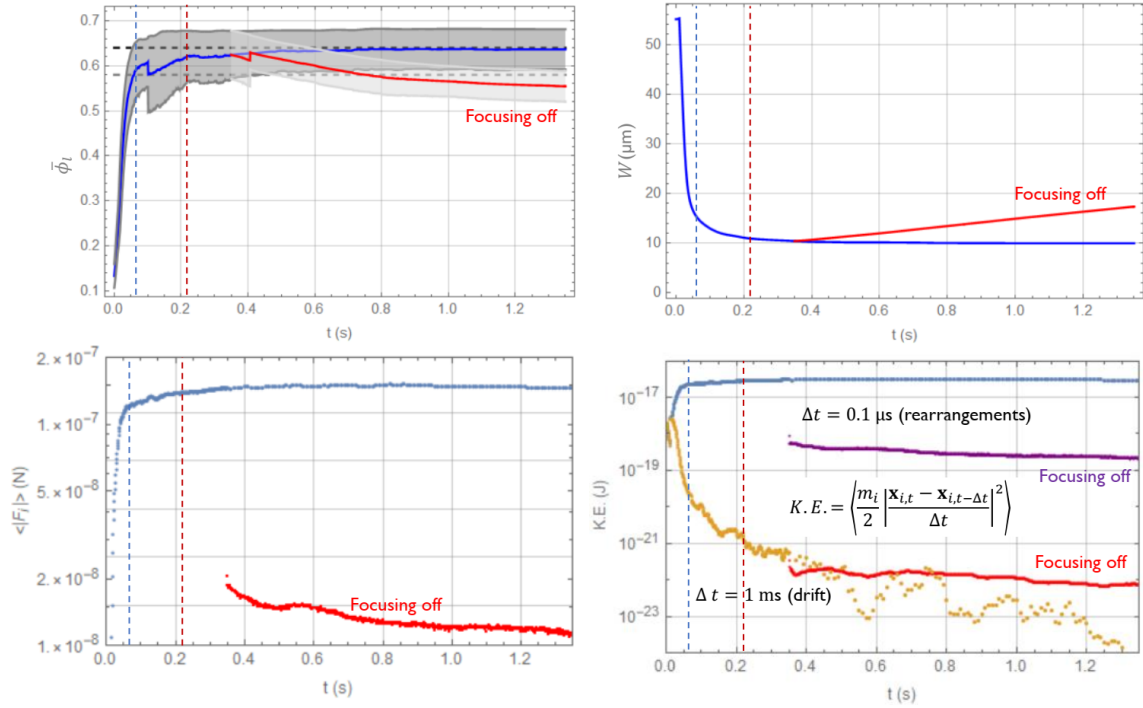 0.7
0.6
0.5
0.4
0.3
0.2
0.1
ϕ̄_l
Focusing off
0.0 0.2 0.4 0.6 0.8 1.0 1.2
t (s)
50
40
30
20
10
0
W (μm)
Focusing off
0.0 0.2 0.4 0.6 0.8 1.0 1.2
t (s)
2. × 10⁻⁷
1. × 10⁻⁷
5. × 10⁻⁸
2. × 10⁻⁸
1. × 10⁻⁸
<|F_i|> (N)
Focusing off
0.0 0.2 0.4 0.6 0.8 1.0 1.2
t (s)
10⁻¹⁷
10⁻¹⁹
10⁻²¹
10⁻²³
K.E. (J)
Δt = 0.1 μs (rearrangements)
Focusing off
K.E. = ⟨ m_i/2 | (x_{i,t} − x_{i,t−Δt})/Δt |² ⟩
Focusing off
Δ t = 1 ms (drift)
0.0 0.2 0.4 0.6 0.8 1.0 1.2
t (s)